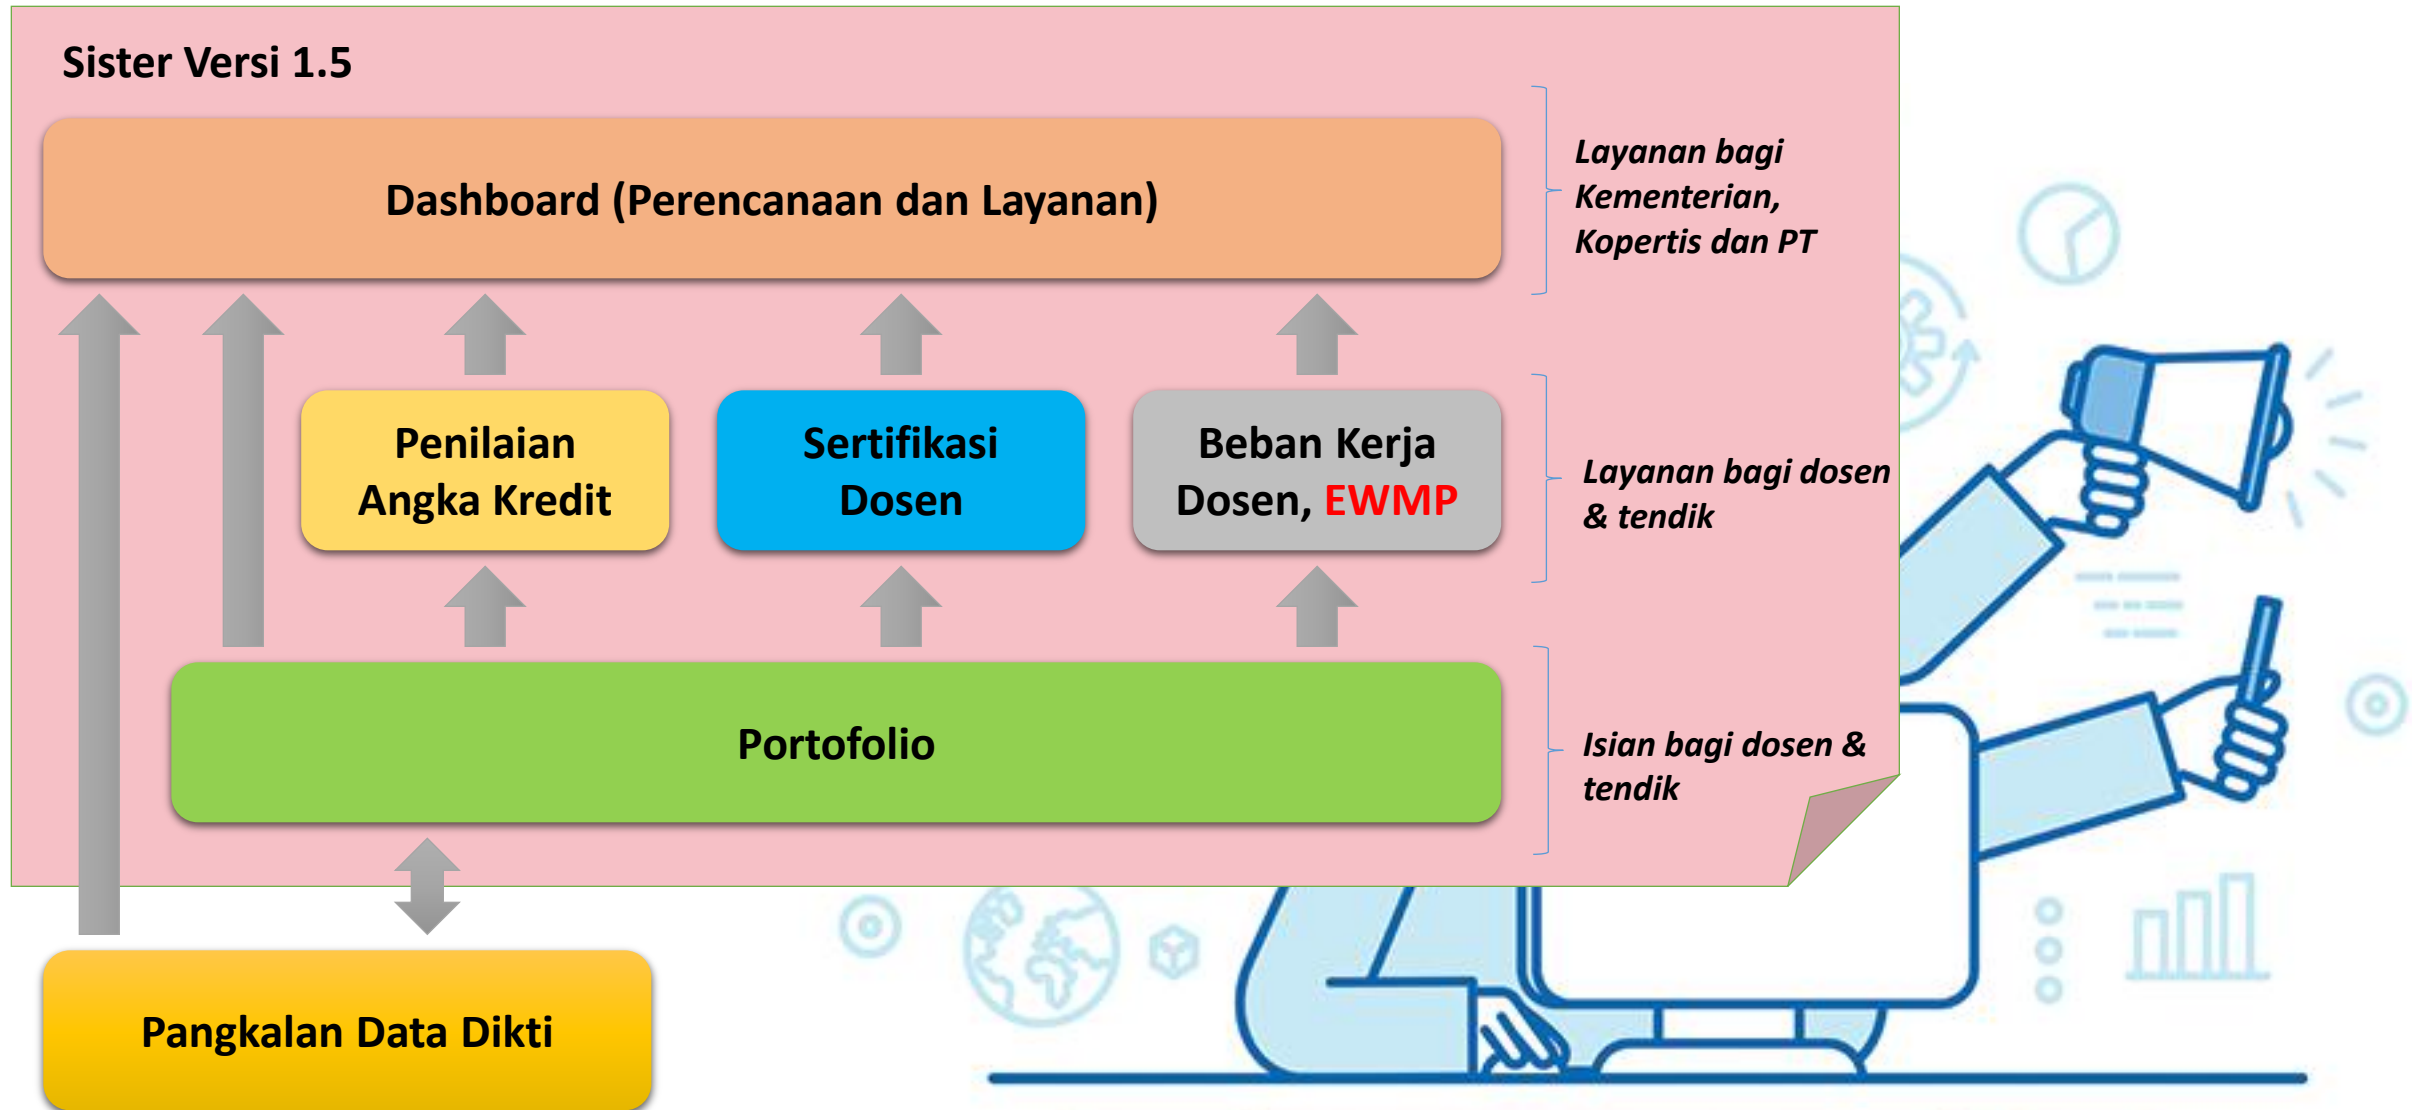 Sister Versi 1.5
Dashboard (Perencanaan dan Layanan)
Layanan bagi
Kementerian,
Kopertis dan PT
Penilaian
Angka Kredit
Sertifikasi
Dosen
Beban Kerja
Dosen, EWMP
Layanan bagi dosen
& tendik
Portofolio
Isian bagi dosen &
tendik
Pangkalan Data Dikti